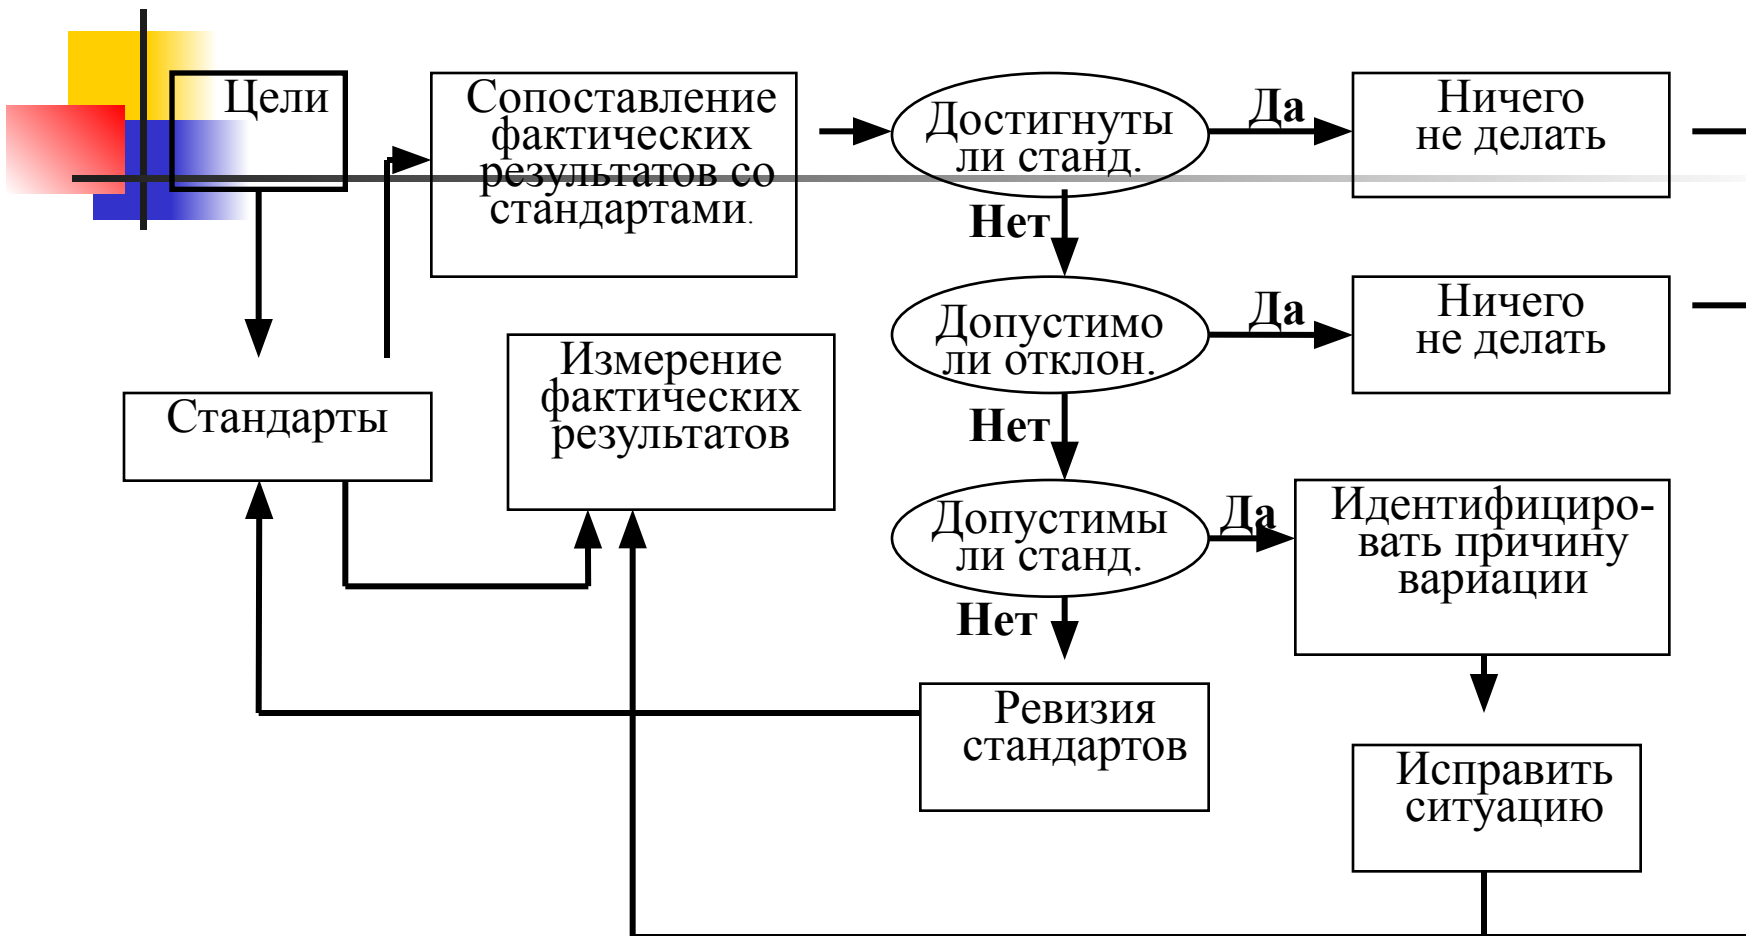 Цели
Сопоставление
фактических
результатов со
стандартами.
Достигнуты
ли станд.
Да
Ничего
не делать
Нет
Допустимо
ли отклон.
Да
Ничего
не делать
Стандарты
Измерение
фактических
результатов
Нет
Допустимы
ли станд.
Да
Идентифициро-
вать причину
вариации
Нет
Ревизия
стандартов
Исправить
ситуацию